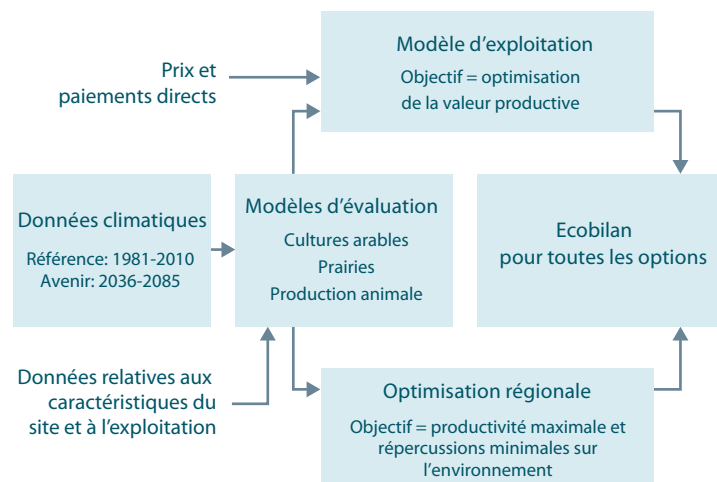 Modèle d'exploitation
Objectif = optimisation
de la valeur productive
Prix et
paiements directs
Données climatiques
Référence: 1981-2010
Avenir: 2036-2085
Modèles d'évaluation
Cultures arables
Prairies
Production animale
Ecobilan
pour toutes les options
Données relatives aux
caractéristiques du
site et à l'exploitation
Optimisation régionale
Objectif = productivité maximale et
répercussions minimales sur
l'environnement